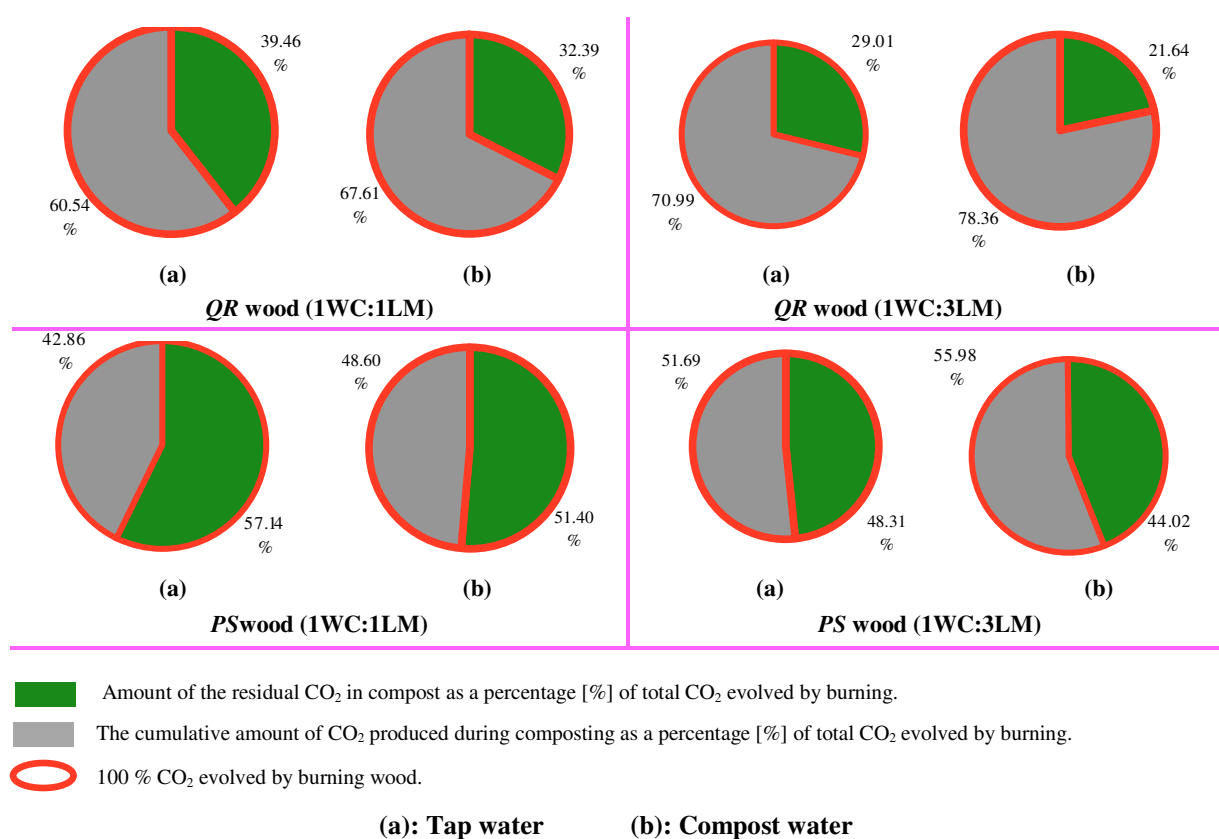 39.46
%
60.54
%
(a)
32.39
%
67.61
%
(b)
QR wood (1WC:1LM)
29.01
%
70.99
%
(a)
21.64
%
78.36
%
(b)
QR wood (1WC:3LM)
42.86
%
57.14
%
(a)
48.60
%
51.40
%
(b)
PSwood (1WC:1LM)
51.69
%
48.31
%
(a)
55.98
%
44.02
%
(b)
PS wood (1WC:3LM)
Amount of the residual CO₂ in compost as a percentage [%] of total CO₂ evolved by burning.
The cumulative amount of CO₂ produced during composting as a percentage [%] of total CO₂ evolved by burning.
100 % CO₂ evolved by burning wood.
(a): Tap water (b): Compost water